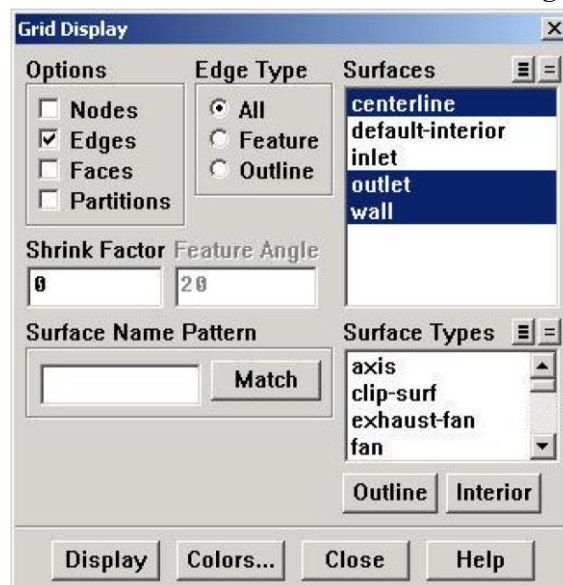 Grid Display
Options
Nodes
Edges
Faces
Partitions
Edge Type
All
Feature
Outline
Surfaces
centerline
default-interior
inlet
outlet
wall
Shrink Factor
0
Feature Angle
20
Surface Name Pattern
Match
Surface Types
axis
clip-surf
exhaust-fan
fan
Outline
Interior
Display
Colors...
Close
Help